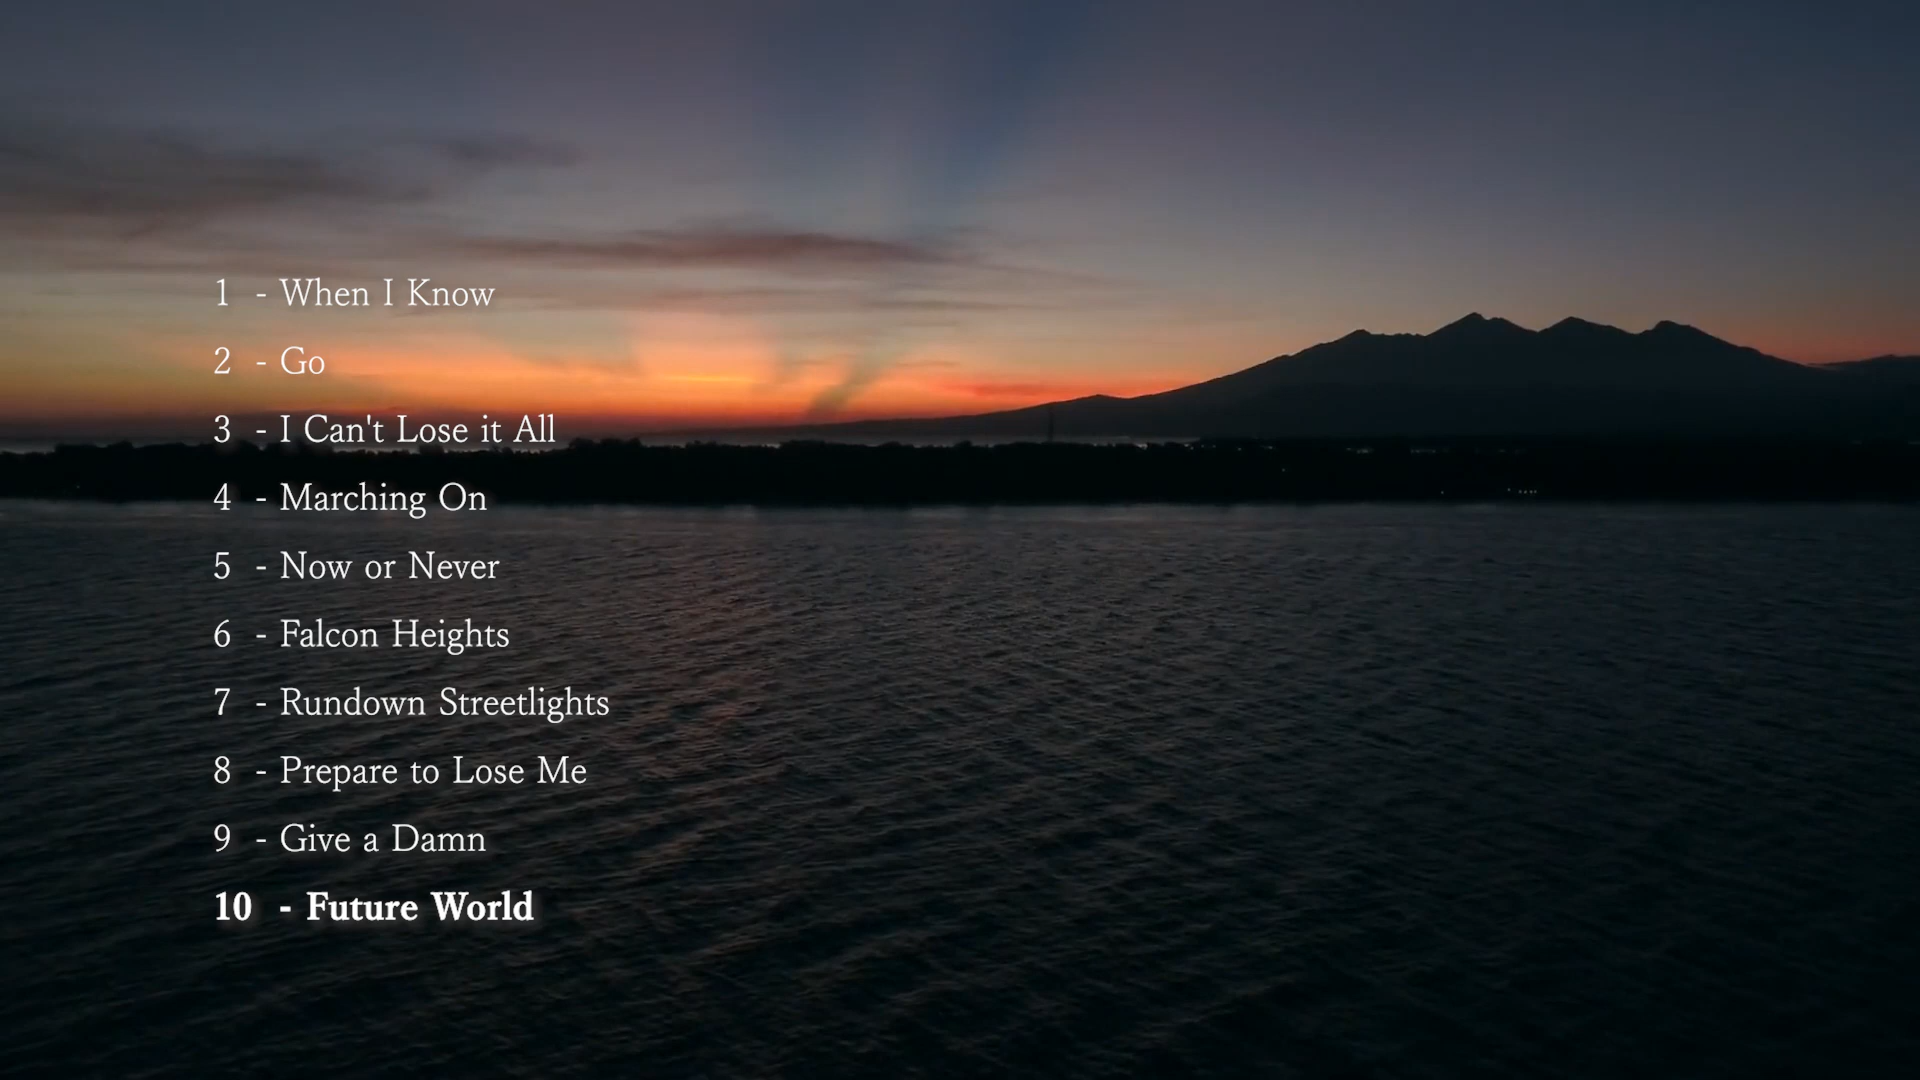 1 - When I Know
2 - Go
3 - I Can't Lose it All
4 - Marching On
5 - Now or Never
6 - Falcon Heights
7 - Rundown Streetlights
8 - Prepare to Lose Me
9 - Give a Damn
10 - Future World